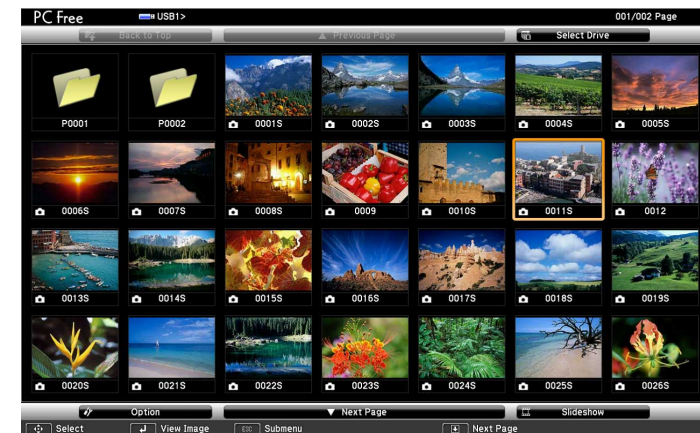 PC Free USB1> 001/002 Page
Back to Top ▲ Previous Page Select Drive
P0001 P0002 0001S 0002S 0003S 0004S 0005S
0006S 0007S 0008S 0009 0010S 0011S 0012
0013S 0014S 0015S 0016S 0017S 0018S 0019S
0020S 0021S 0022S 0023S 0024S 0025S 0026S
Option ▼ Next Page Slideshow
Select View Image ESC Submenu Next Page